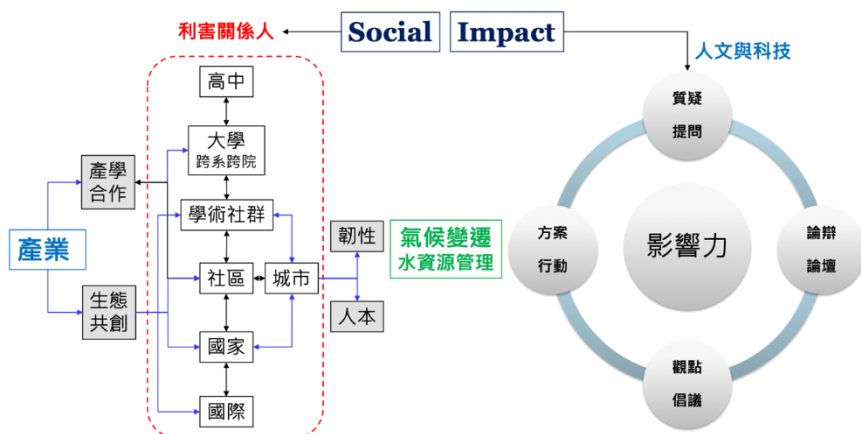 利害關係人
Social Impact
人文與科技
高中
大學
跨系跨院
學術社群
社區
城市
國家
國際
產業
產學
合作
生態
共創
韌性
人本
氣候變遷
水資源管理
質疑
提問
論辯
論壇
觀點
倡議
方案
行動
影響力